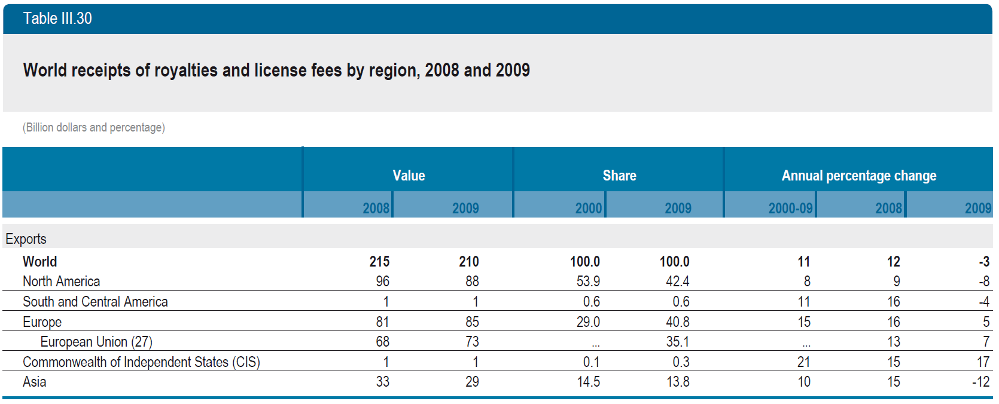 Table III.30
World receipts of royalties and license fees by region, 2008 and 2009
(Billion dollars and percentage)
Value Share Annual percentage change
2008 2009 2000 2009 2000-09 2008 2009
Exports
World 215 210 100.0 100.0 11 12 -3
North America 96 88 53.9 42.4 8 9 -8
South and Central America 1 1 0.6 0.6 11 16 -4
Europe 81 85 29.0 40.8 15 16 5
European Union (27) 68 73 ... 35.1 ... 13 7
Commonwealth of Independent States (CIS) 1 1 0.1 0.3 21 15 17
Asia 33 29 14.5 13.8 10 15 -12